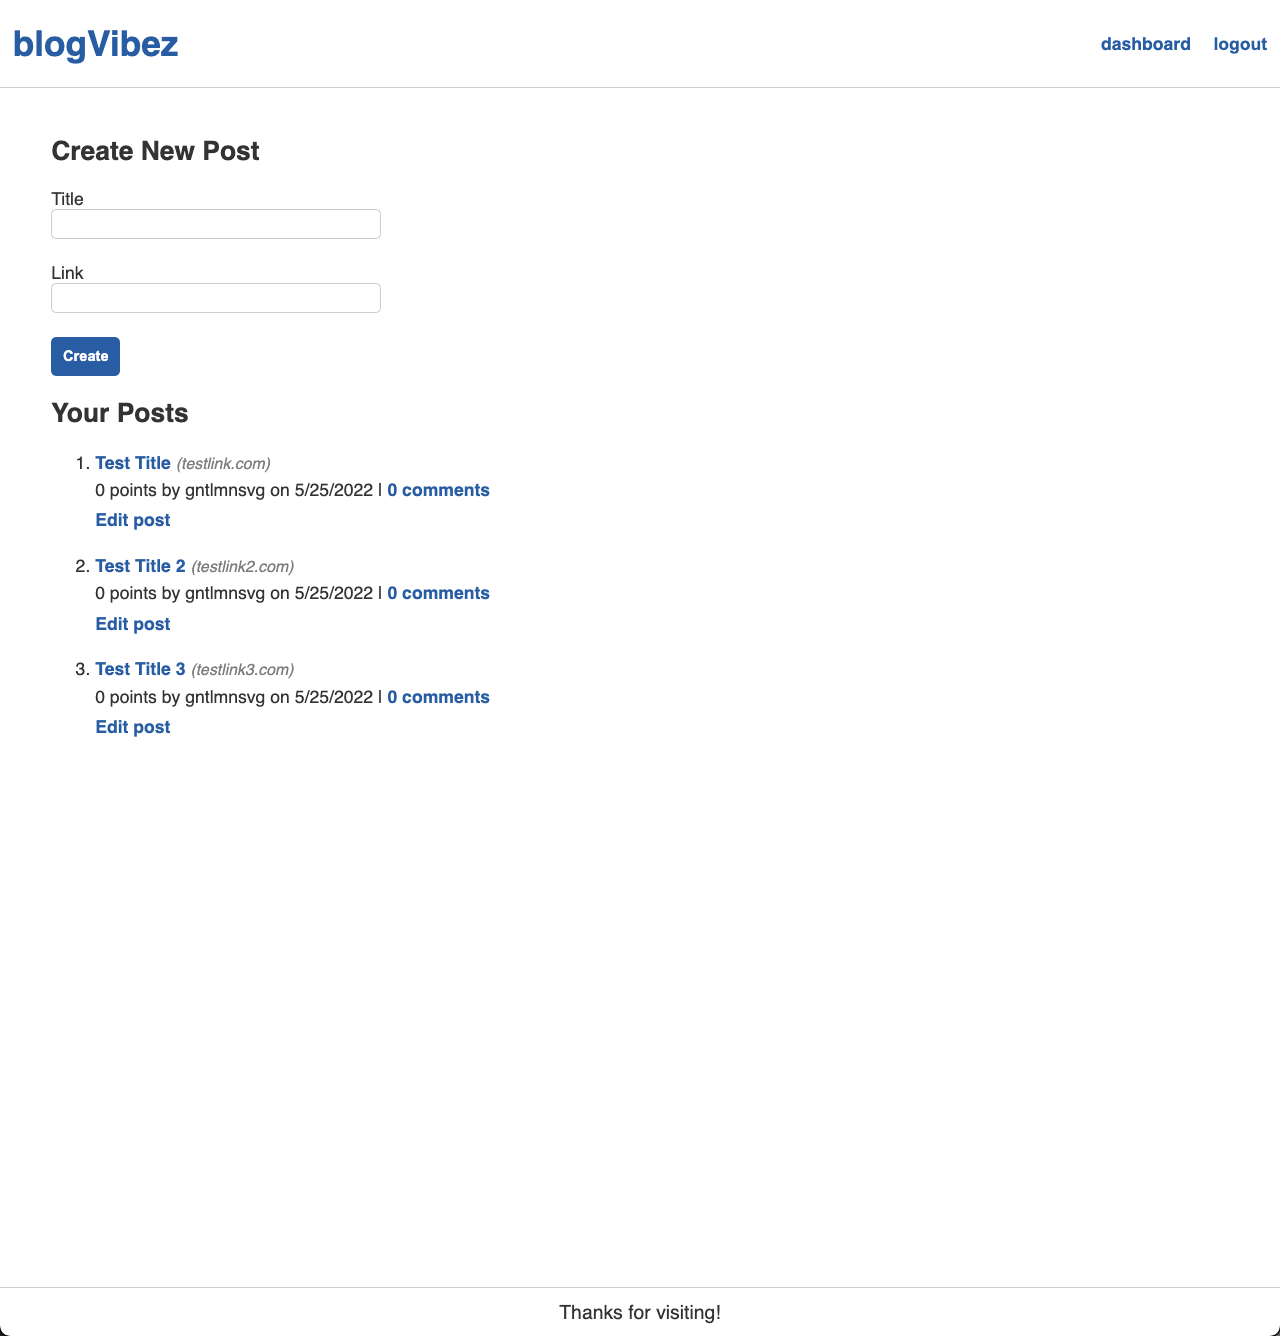 blogVibez
dashboard logout
Create New Post
Title
Link
Create
Your Posts
1. Test Title (testlink.com)
0 points by gntlmnsvg on 5/25/2022 | 0 comments
Edit post
2. Test Title 2 (testlink2.com)
0 points by gntlmnsvg on 5/25/2022 | 0 comments
Edit post
3. Test Title 3 (testlink3.com)
0 points by gntlmnsvg on 5/25/2022 | 0 comments
Edit post
Thanks for visiting!